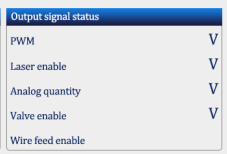 Output signal status
PWM V
Laser enable V
Analog quantity V
Valve enable V
Wire feed enable